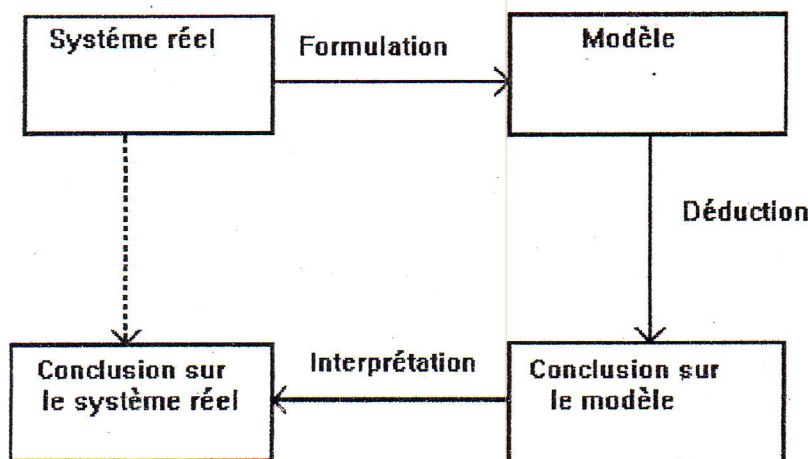 Systéme réel
Formulation
Modèle
Déduction
Conclusion sur
le système réel
Interprétation
Conclusion sur
le modèle